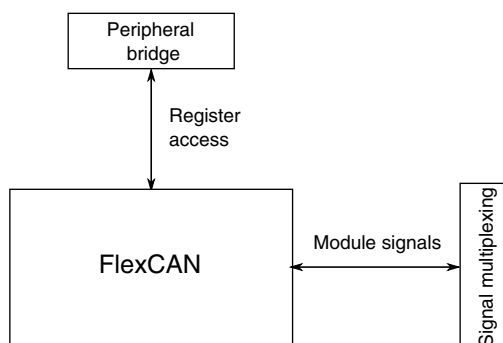 Peripheral
bridge
Register
access
FlexCAN
Module signals
Signal multiplexing